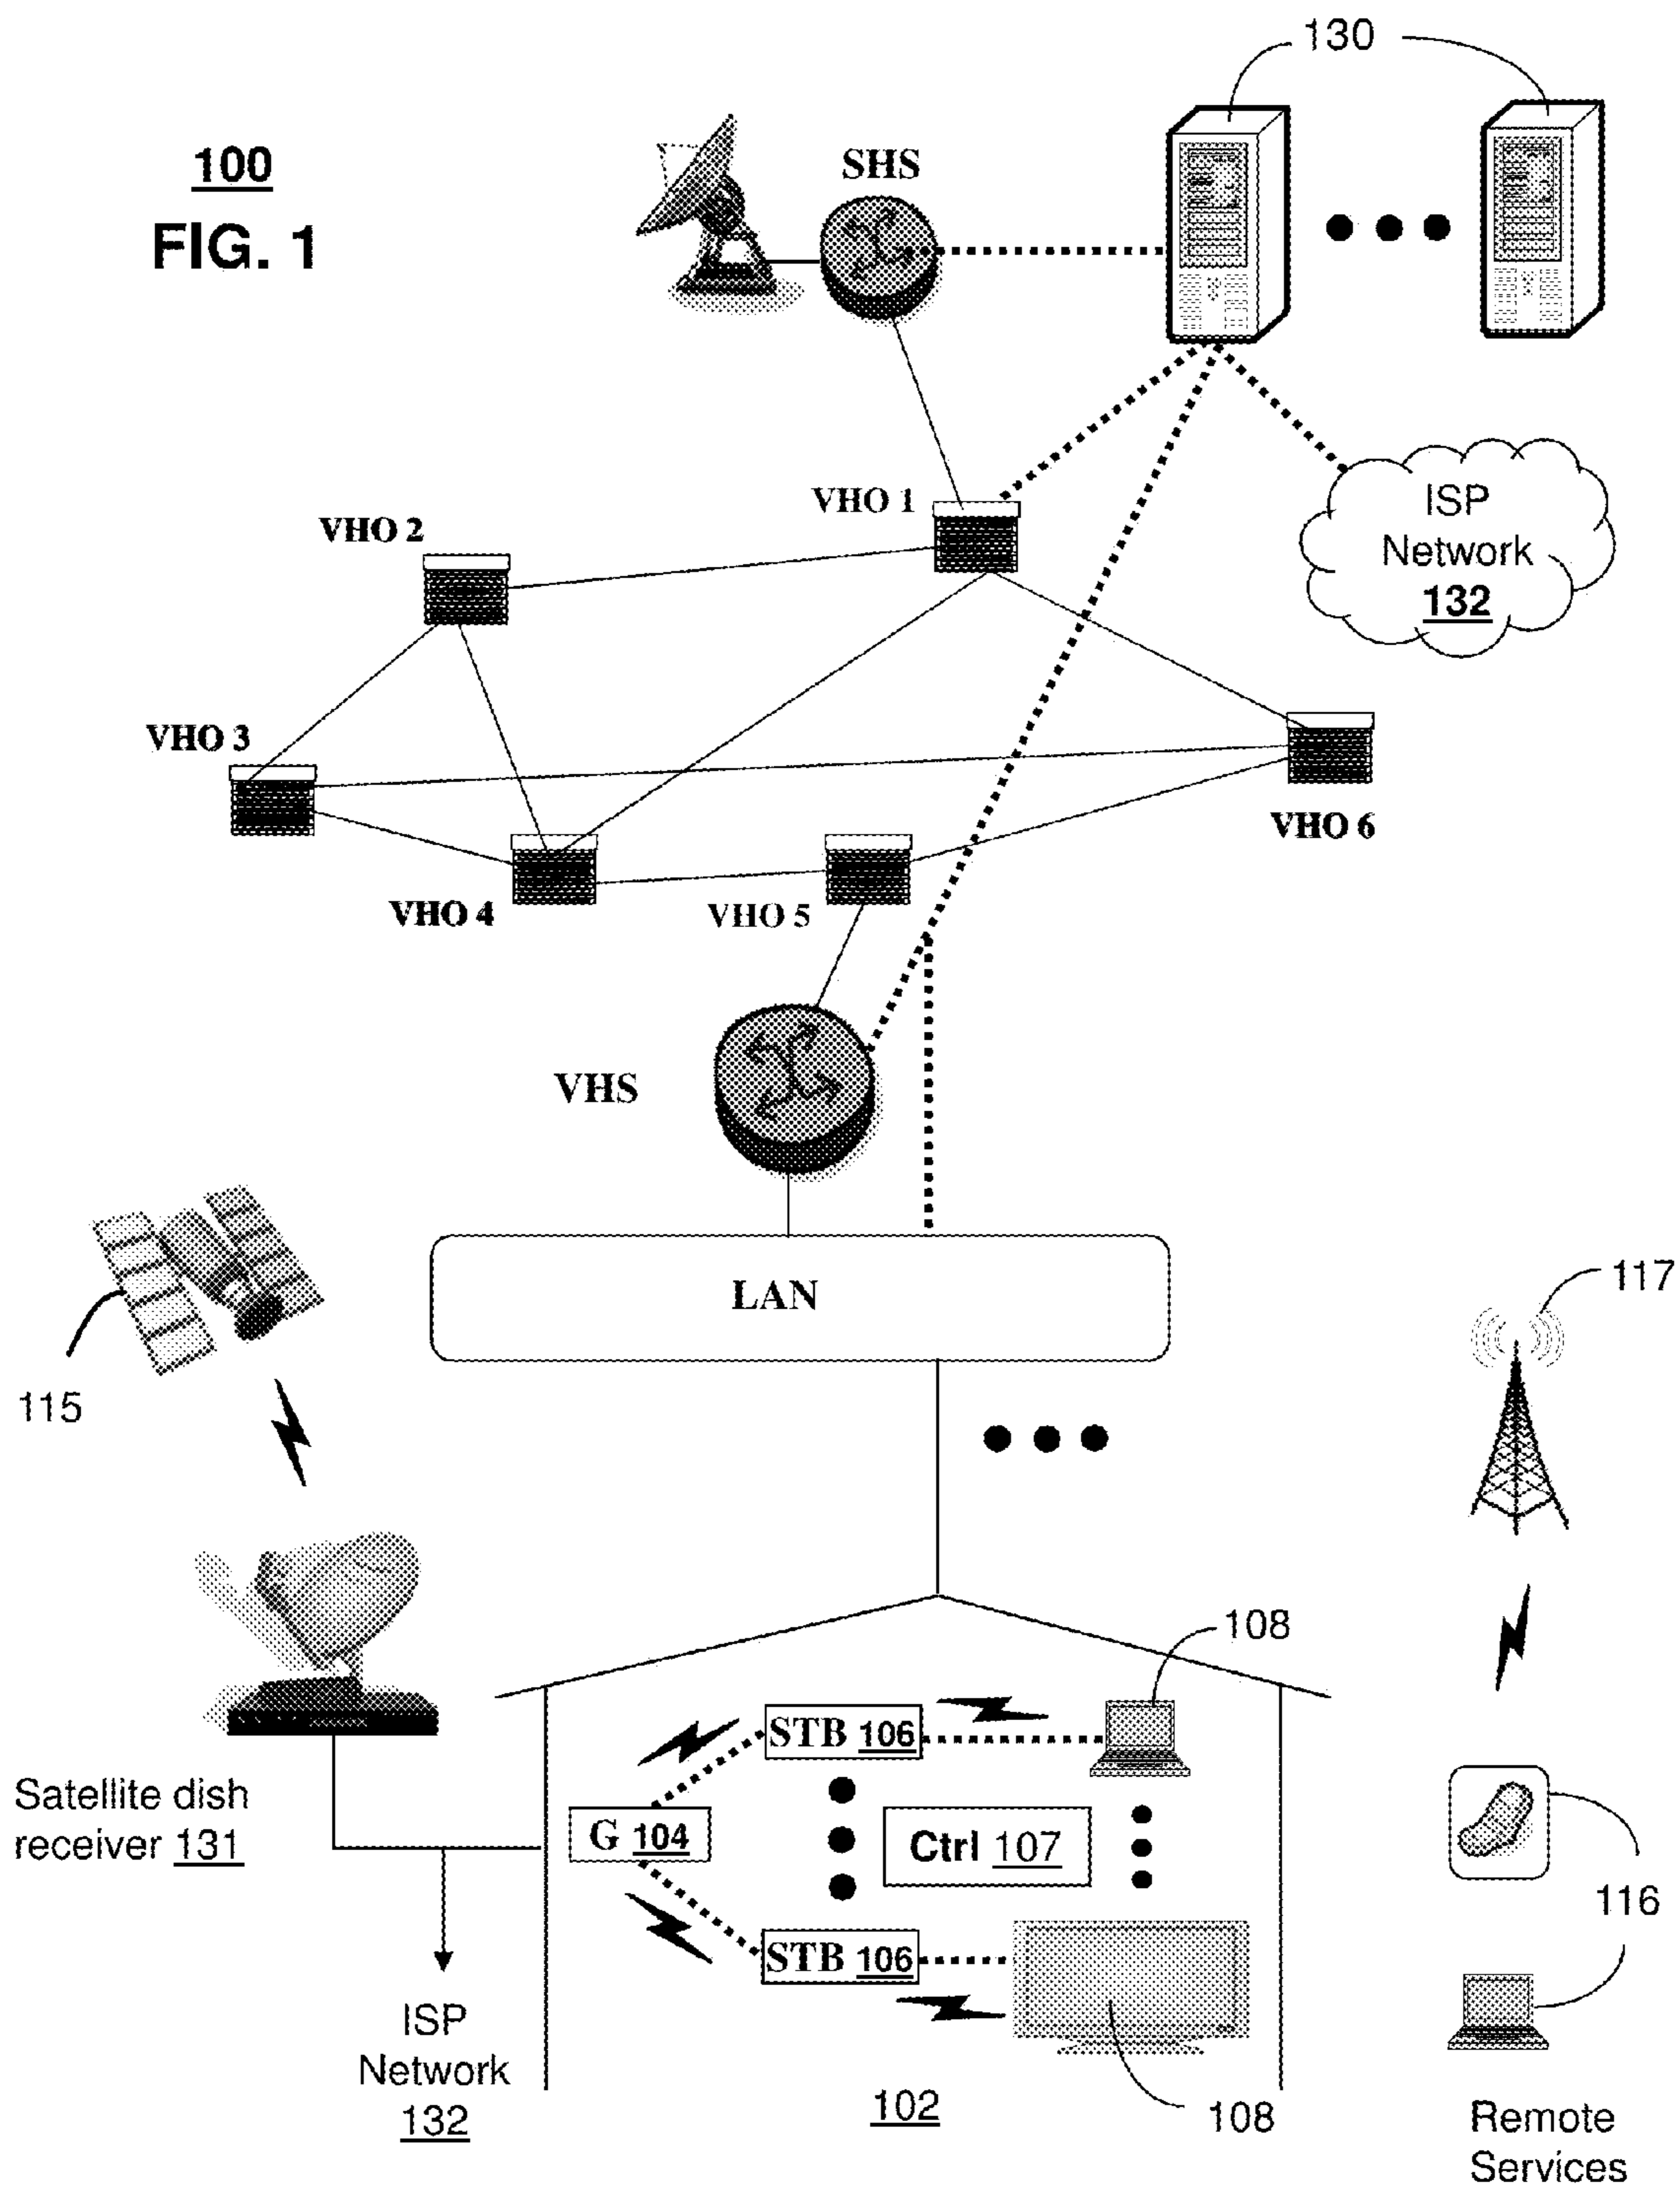 130
100
FIG. 1
SHS
ISP
Network
132
VHO 1
VHO 2
VHO 3
VHO 6
VHO 4
VHO 5
VHS
LAN
117
115
108
STB 106
Satellite dish
receiver 131
G 104
Ctrl 107
116
STB 106
ISP
Network
132
102
108
Remote
Services